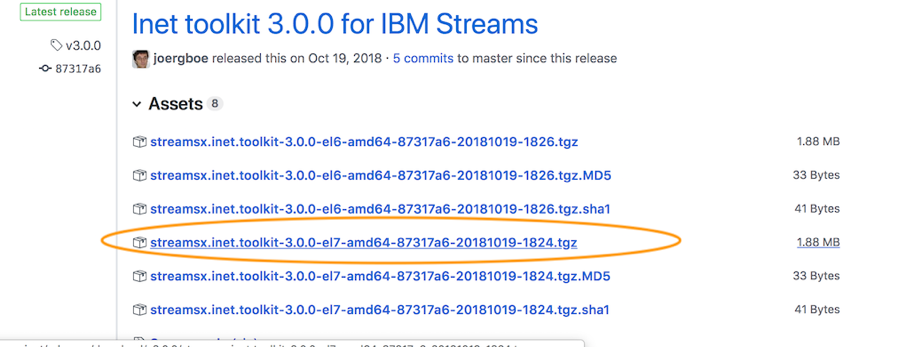 Latest release
v3.0.0
87317a6
Inet toolkit 3.0.0 for IBM Streams
joergboe released this on Oct 19, 2018 · 5 commits to master since this release
Assets 8
streamsx.inet.toolkit-3.0.0-el6-amd64-87317a6-20181019-1826.tgz 1.88 MB
streamsx.inet.toolkit-3.0.0-el6-amd64-87317a6-20181019-1826.tgz.MD5 33 Bytes
streamsx.inet.toolkit-3.0.0-el6-amd64-87317a6-20181019-1826.tgz.sha1 41 Bytes
streamsx.inet.toolkit-3.0.0-el7-amd64-87317a6-20181019-1824.tgz 1.88 MB
streamsx.inet.toolkit-3.0.0-el7-amd64-87317a6-20181019-1824.tgz.MD5 33 Bytes
streamsx.inet.toolkit-3.0.0-el7-amd64-87317a6-20181019-1824.tgz.sha1 41 Bytes